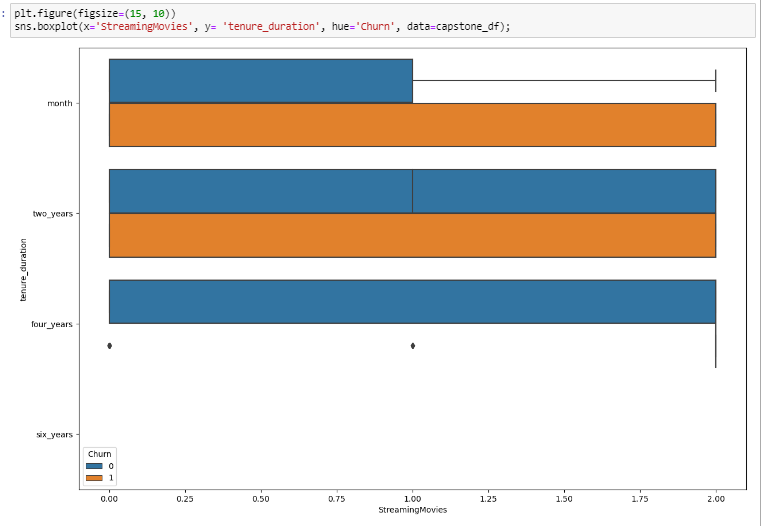 : plt.figure(figsize=(15, 10))
sns.boxplot(x='StreamingMovies', y= 'tenure_duration', hue='Churn', data=capstone_df);
month
two_years
four_years
six_years
tenure_duration
Churn
0
1
0.00 0.25 0.50 0.75 1.00 1.25 1.50 1.75 2.00
StreamingMovies